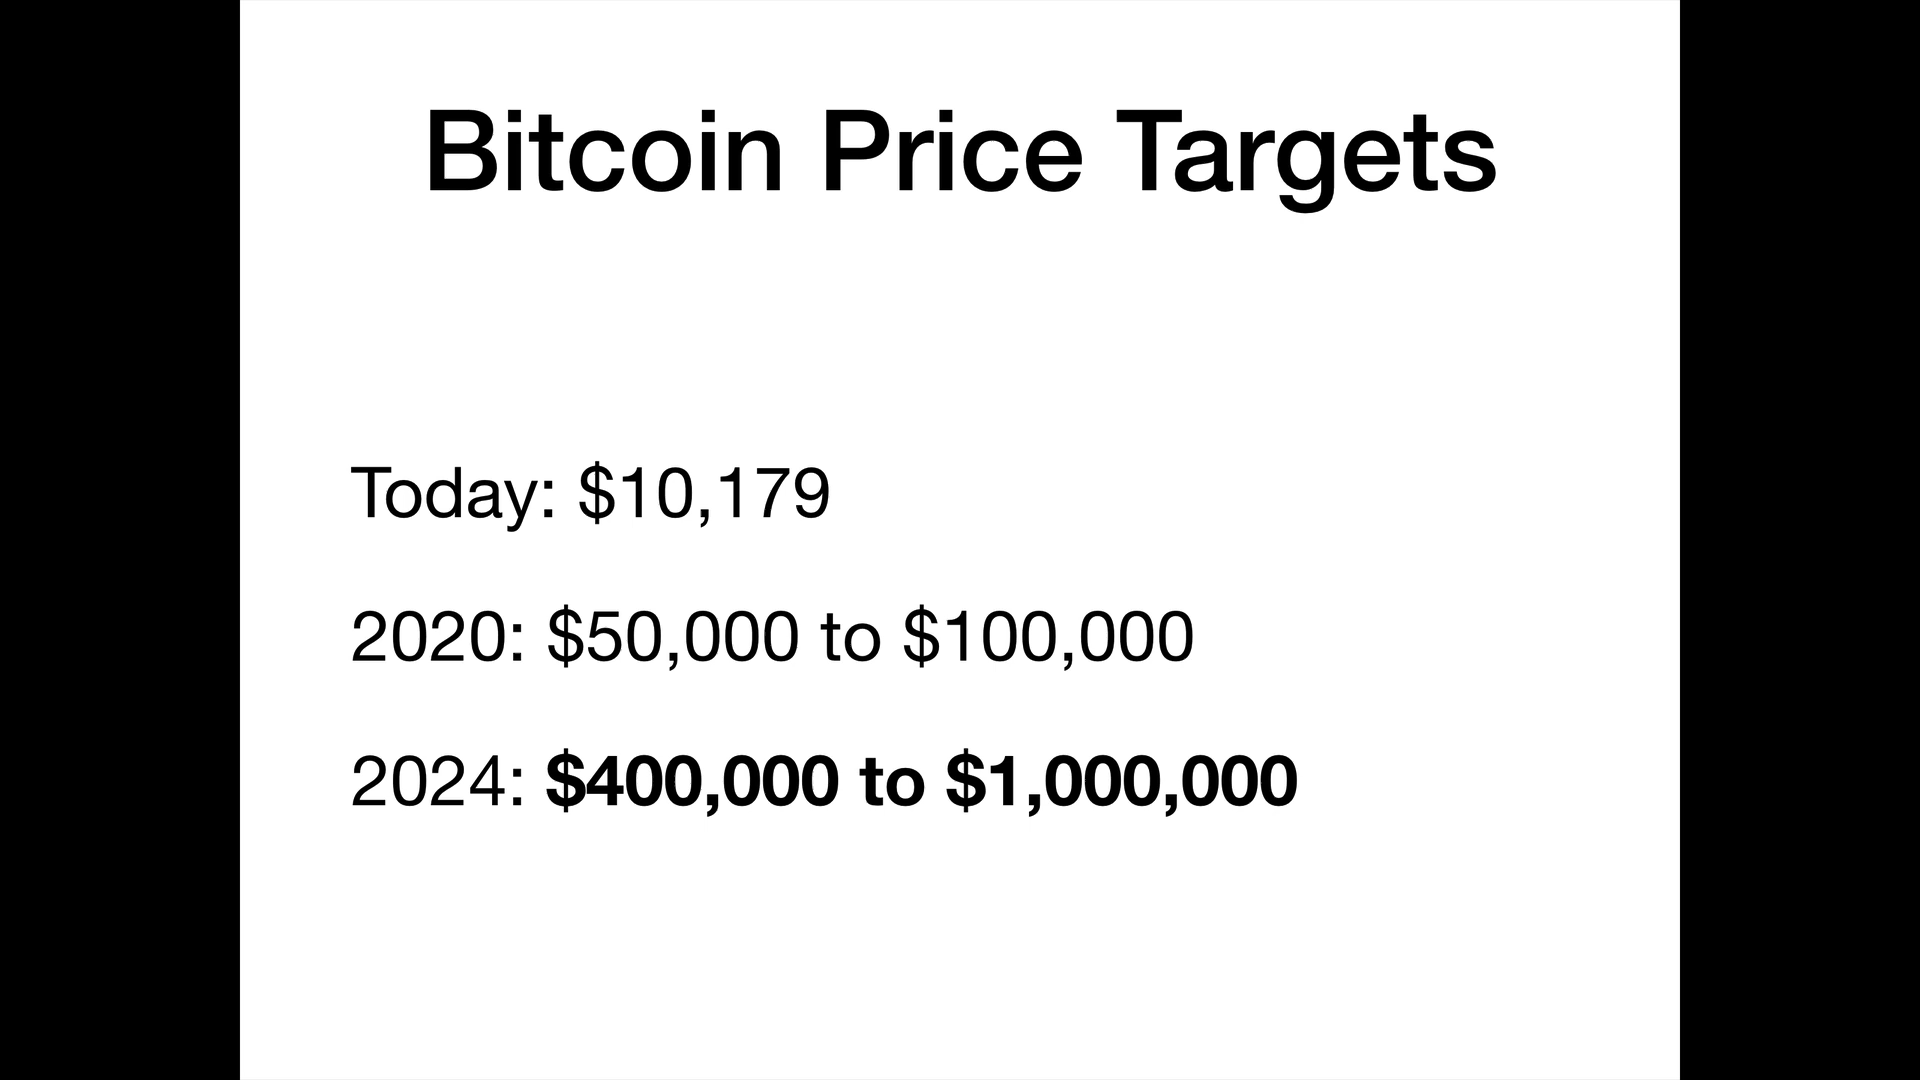 Bitcoin Price Targets
Today: $10,179
2020: $50,000 to $100,000
2024: $400,000 to $1,000,000